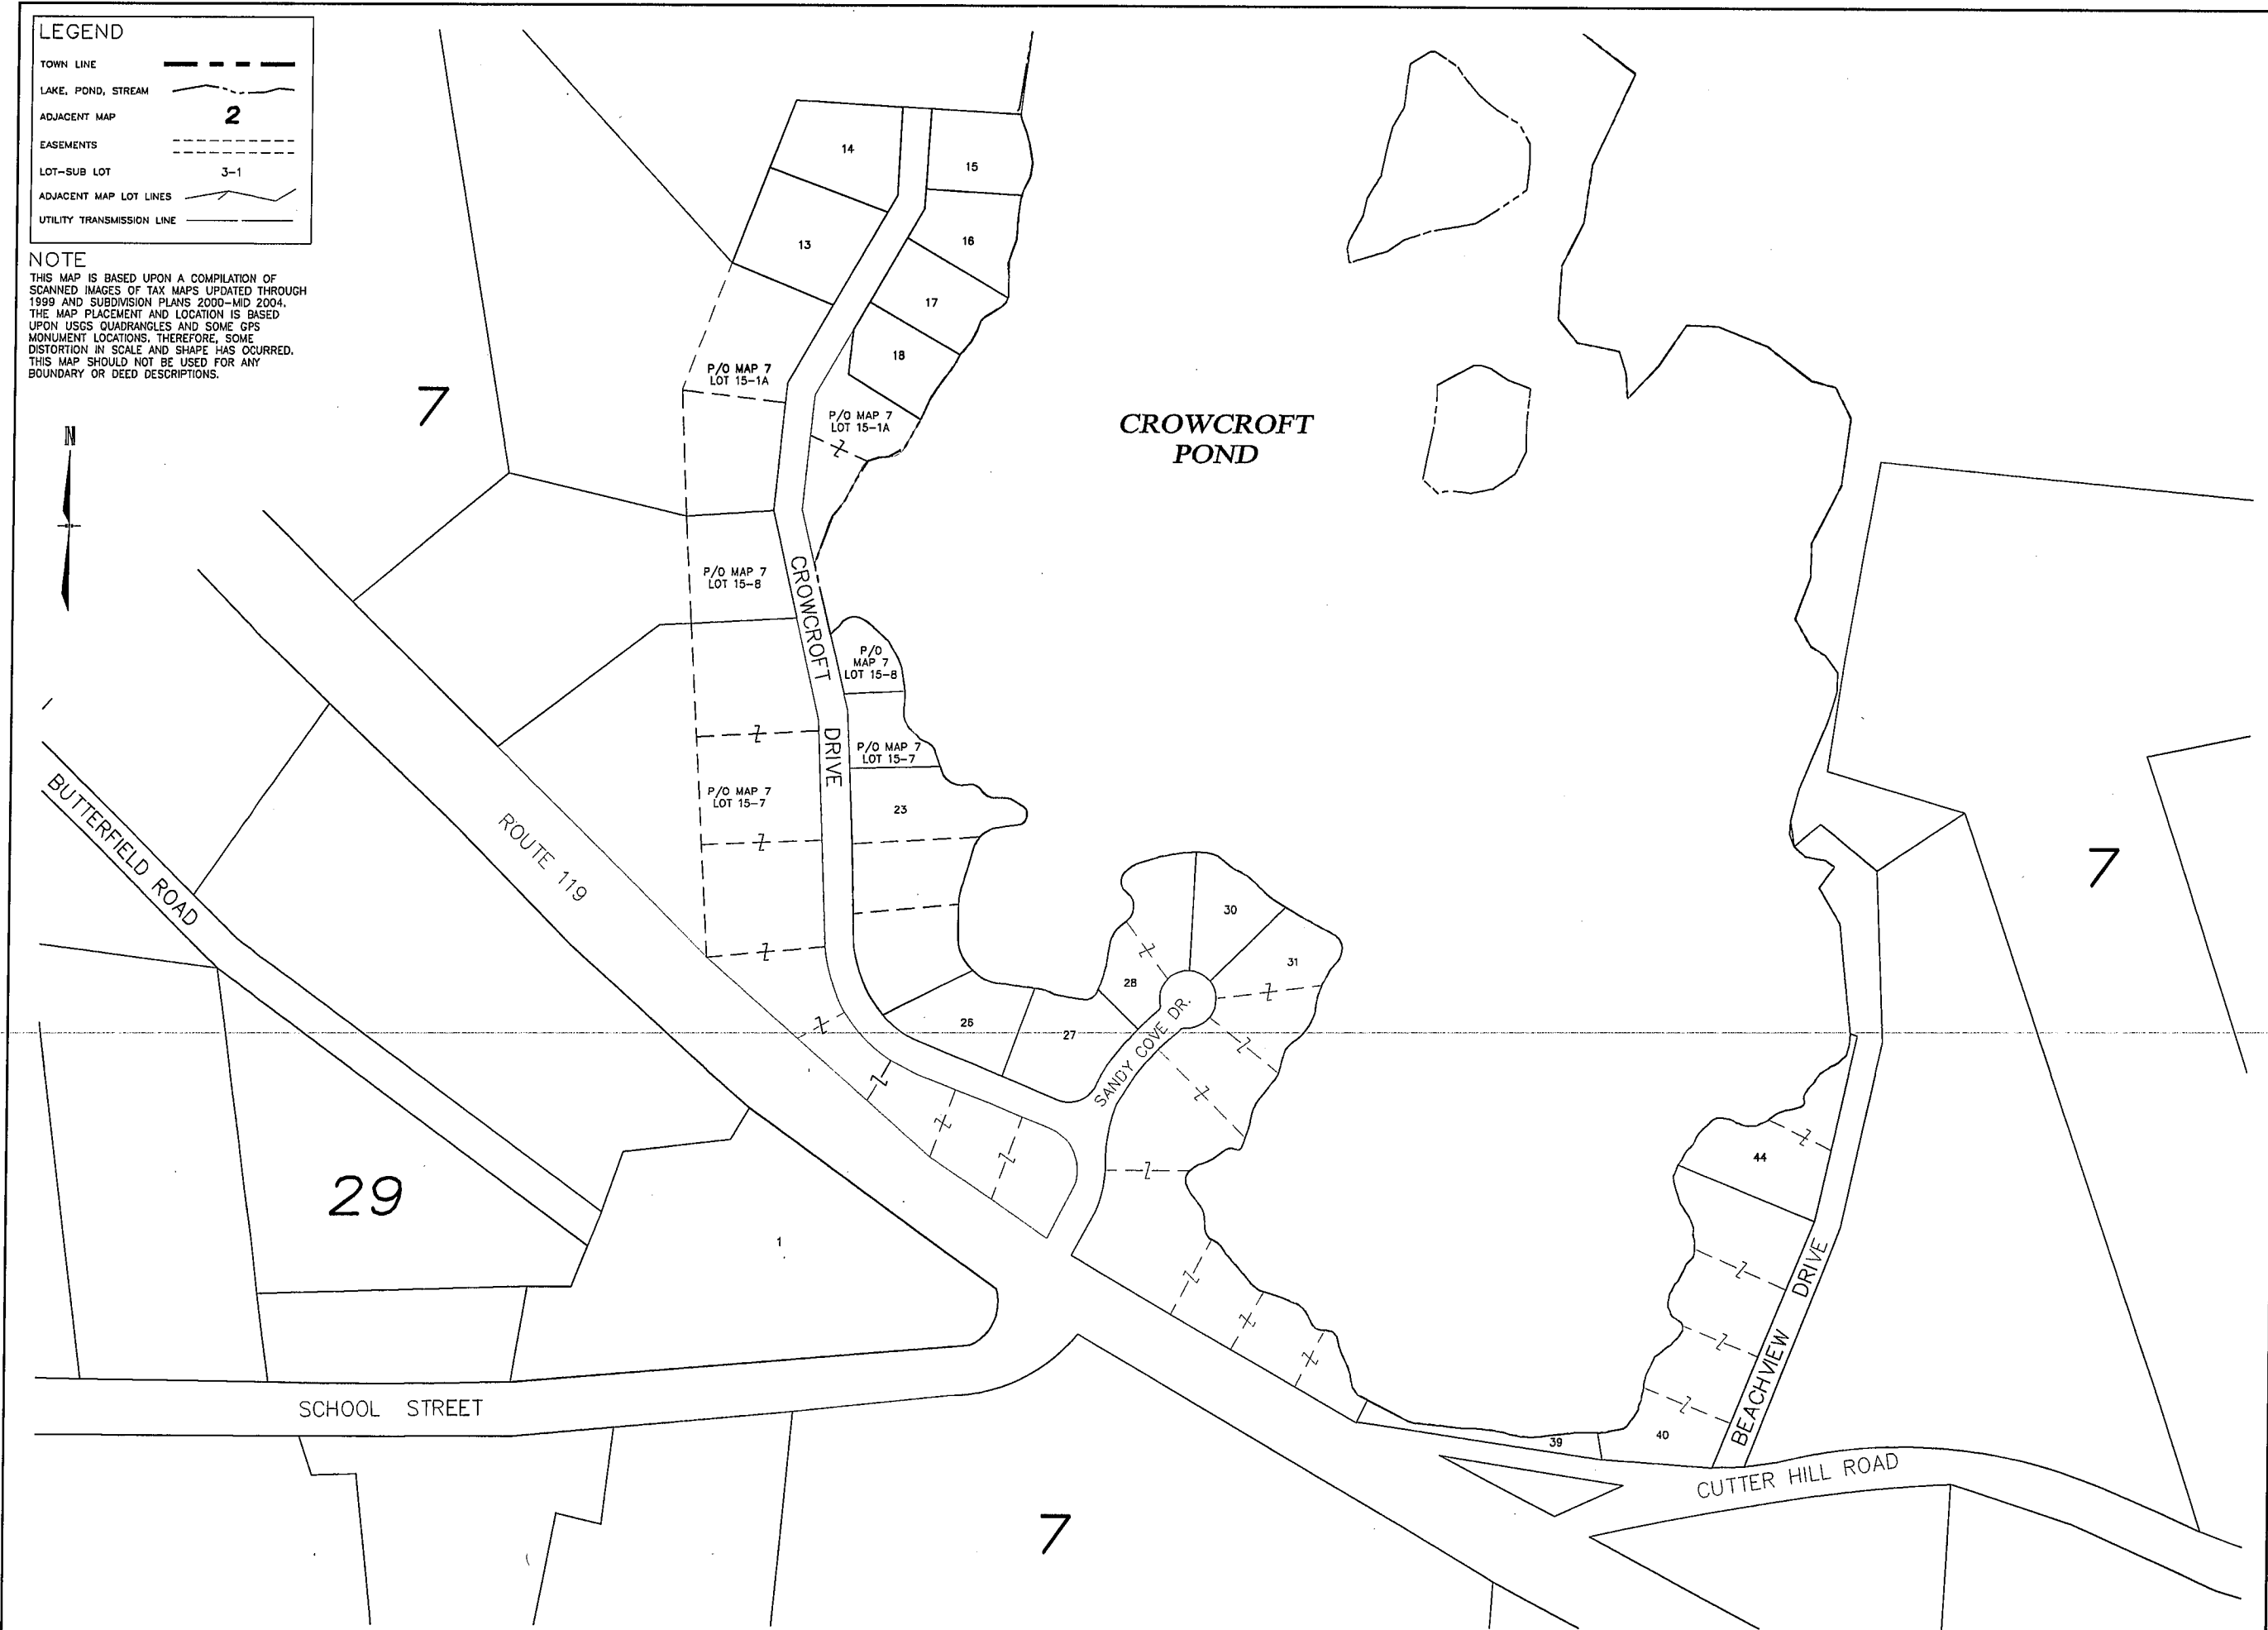 LEGEND
TOWN LINE
LAKE, POND, STREAM
ADJACENT MAP 2
EASEMENTS
LOT-SUB LOT 3-1
ADJACENT MAP LOT LINES
UTILITY TRANSMISSION LINE
NOTE
THIS MAP IS BASED UPON A COMPILATION OF
SCANNED IMAGES OF TAX MAPS UPDATED THROUGH
1999 AND SUBDIVISION PLANS 2000-MID 2004.
THE MAP PLACEMENT AND LOCATION IS BASED
UPON USGS QUADRANGLES AND SOME GPS
MONUMENT LOCATIONS. THEREFORE, SOME
DISTORTION IN SCALE AND SHAPE HAS OCURRED.
THIS MAP SHOULD NOT BE USED FOR ANY
BOUNDARY OR DEED DESCRIPTIONS.
N
7
14
15
13
16
17
18
P/O MAP 7
LOT 15-1A
P/O MAP 7
LOT 15-1A
CROWCROFT
POND
P/O MAP 7
LOT 15-8
CROWCROFT DRIVE
P/O
MAP 7
LOT 15-8
P/O MAP 7
LOT 15-7
P/O MAP 7
LOT 15-7
23
BUTTERFIELD ROAD
ROUTE 119
7
30
31
28
26
27
SANDY COVE DR.
44
29
1
BEACHVIEW DRIVE
SCHOOL STREET
39
40
CUTTER HILL ROAD
7